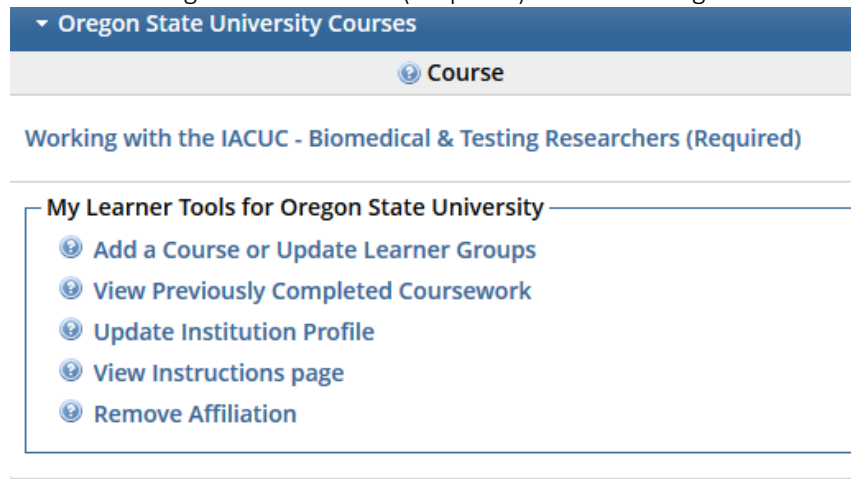 Oregon State University Courses
Course
Working with the IACUC - Biomedical & Testing Researchers (Required)
My Learner Tools for Oregon State University
Add a Course or Update Learner Groups
View Previously Completed Coursework
Update Institution Profile
View Instructions page
Remove Affiliation